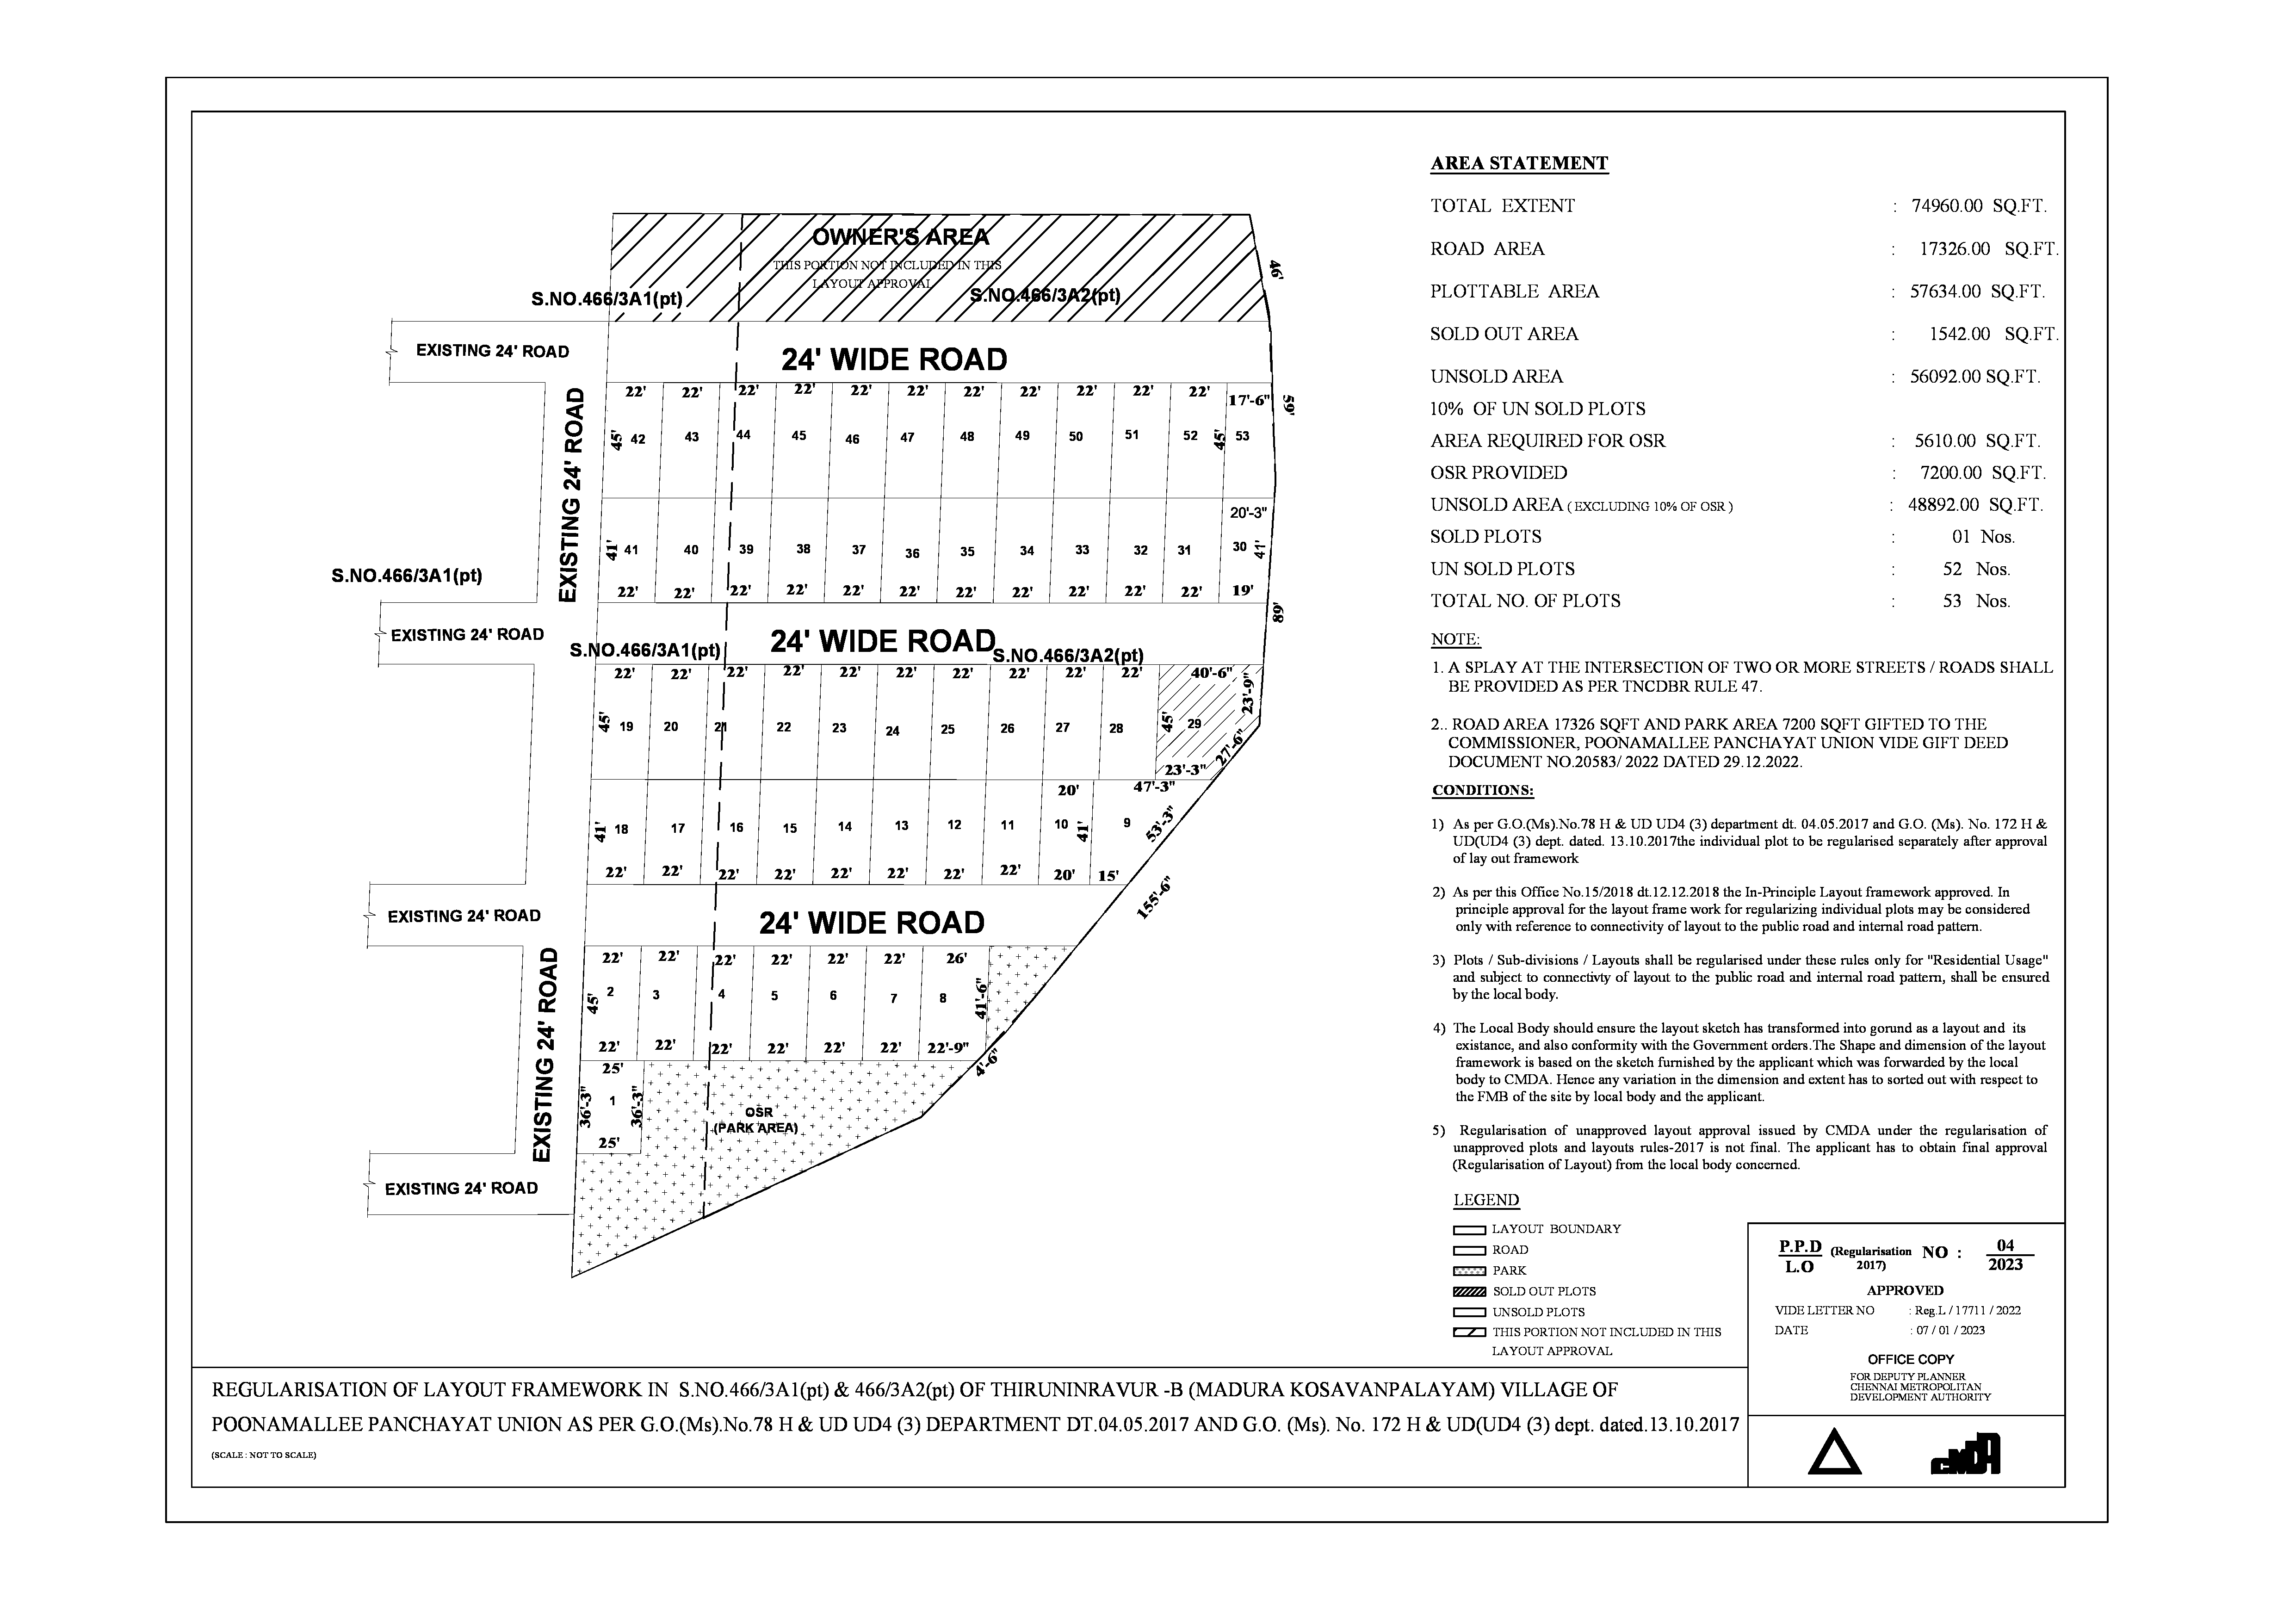 OWNER'S AREA
THIS PORTION NOT INCLUDED IN THIS
LAYOUT APPROVAL
S.NO.466/3A1(pt)
S.NO.466/3A2(pt)
46'
EXISTING 24' ROAD
24' WIDE ROAD
EXISTING 24' ROAD
22' 22' 22' 22' 22' 22' 22' 22' 22' 22' 22' 17'-6"
59'
45' 42 43 44 45 46 47 48 49 50 51 52 45' 53
20'-3"
41' 41 40 39 38 37 36 35 34 33 32 31 30 41'
22' 22' 22' 22' 22' 22' 22' 22' 22' 22' 22' 19'
S.NO.466/3A1(pt)
89'
EXISTING 24' ROAD
24' WIDE ROAD
S.NO.466/3A1(pt)
S.NO.466/3A2(pt)
22' 22' 22' 22' 22' 22' 22' 22' 22' 22' 40'-6"
23'-9"
45' 19 20 21 22 23 24 25 26 27 28 45' 29
27'-6"
23'-3"
20' 47'-3"
41' 18 17 16 15 14 13 12 11 10 41' 9 53'-3"
22' 22' 22' 22' 22' 22' 22' 22' 20' 15'
155'-6"
EXISTING 24' ROAD
24' WIDE ROAD
EXISTING 24' ROAD
22' 22' 22' 22' 22' 22' 26'
45' 2 3 4 5 6 7 8 41'-6"
22' 22' 22' 22' 22' 22' 22'-9"
4'-6"
25'
36'-3" 1 36'-3"
25'
OSR
(PARK AREA)
EXISTING 24' ROAD
AREA STATEMENT
TOTAL EXTENT : 74960.00 SQ.FT.
ROAD AREA : 17326.00 SQ.FT.
PLOTTABLE AREA : 57634.00 SQ.FT.
SOLD OUT AREA : 1542.00 SQ.FT.
UNSOLD AREA : 56092.00 SQ.FT.
10% OF UN SOLD PLOTS
AREA REQUIRED FOR OSR : 5610.00 SQ.FT.
OSR PROVIDED : 7200.00 SQ.FT.
UNSOLD AREA ( EXCLUDING 10% OF OSR ) : 48892.00 SQ.FT.
SOLD PLOTS : 01 Nos.
UN SOLD PLOTS : 52 Nos.
TOTAL NO. OF PLOTS : 53 Nos.
NOTE:
1. A SPLAY AT THE INTERSECTION OF TWO OR MORE STREETS / ROADS SHALL
BE PROVIDED AS PER TNCDBR RULE 47.
2.. ROAD AREA 17326 SQFT AND PARK AREA 7200 SQFT GIFTED TO THE
COMMISSIONER, POONAMALLEE PANCHAYAT UNION VIDE GIFT DEED
DOCUMENT NO.20583/ 2022 DATED 29.12.2022.
CONDITIONS:
1) As per G.O.(Ms).No.78 H & UD UD4 (3) department dt. 04.05.2017 and G.O. (Ms). No. 172 H &
UD(UD4 (3) dept. dated. 13.10.2017the individual plot to be regularised separately after approval
of lay out framework
2) As per this Office No.15/2018 dt.12.12.2018 the In-Principle Layout framework approved. In
principle approval for the layout frame work for regularizing individual plots may be considered
only with reference to connectivity of layout to the public road and internal road pattern.
3) Plots / Sub-divisions / Layouts shall be regularised under these rules only for "Residential Usage"
and subject to connectivty of layout to the public road and internal road pattern, shall be ensured
by the local body.
4) The Local Body should ensure the layout sketch has transformed into gorund as a layout and its
existance, and also conformity with the Government orders.The Shape and dimension of the layout
framework is based on the sketch furnished by the applicant which was forwarded by the local
body to CMDA. Hence any variation in the dimension and extent has to sorted out with respect to
the FMB of the site by local body and the applicant.
5) Regularisation of unapproved layout approval issued by CMDA under the regularisation of
unapproved plots and layouts rules-2017 is not final. The applicant has to obtain final approval
(Regularisation of Layout) from the local body concerned.
LEGEND
LAYOUT BOUNDARY
ROAD
PARK
SOLD OUT PLOTS
UNSOLD PLOTS
THIS PORTION NOT INCLUDED IN THIS
LAYOUT APPROVAL
P.P.D (Regularisation NO : 04
L.O 2017) 2023
APPROVED
VIDE LETTER NO : Reg.L / 17711 / 2022
DATE : 07 / 01 / 2023
OFFICE COPY
FOR DEPUTY PLANNER
CHENNAI METROPOLITAN
DEVELOPMENT AUTHORITY
CMDA
REGULARISATION OF LAYOUT FRAMEWORK IN S.NO.466/3A1(pt) & 466/3A2(pt) OF THIRUNINRAVUR -B (MADURA KOSAVANPALAYAM) VILLAGE OF
POONAMALLEE PANCHAYAT UNION AS PER G.O.(Ms).No.78 H & UD UD4 (3) DEPARTMENT DT.04.05.2017 AND G.O. (Ms). No. 172 H & UD(UD4 (3) dept. dated.13.10.2017
(SCALE : NOT TO SCALE)